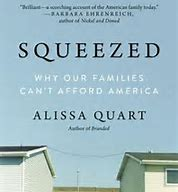 "Brilliant—a scorching account of the American family today."
—BARBARA EHRENREICH, author
of Nickel and Dimed
SQUEEZED
WHY OUR FAMILIES
CAN'T AFFORD AMERICA
ALISSA QUART
Author of Branded